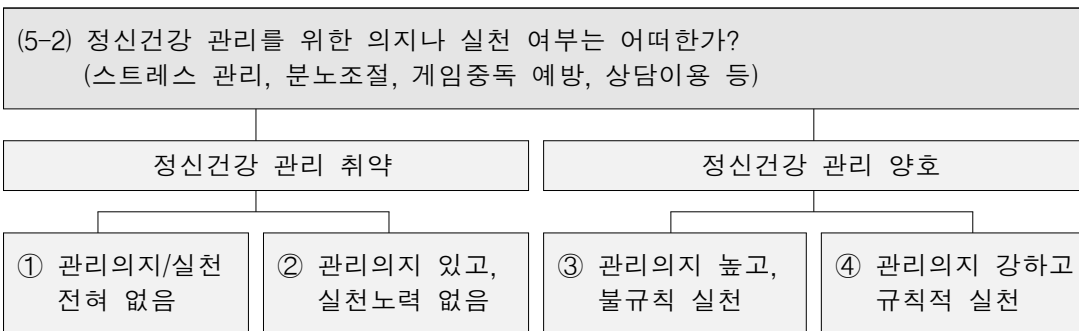 (5-2) 정신건강 관리를 위한 의지나 실천 여부는 어떠한가?
(스트레스 관리, 분노조절, 게임중독 예방, 상담이용 등)
정신건강 관리 취약
정신건강 관리 양호
① 관리의지/실천
전혀 없음
② 관리의지 있고,
실천노력 없음
③ 관리의지 높고,
불규칙 실천
④ 관리의지 강하고
규칙적 실천